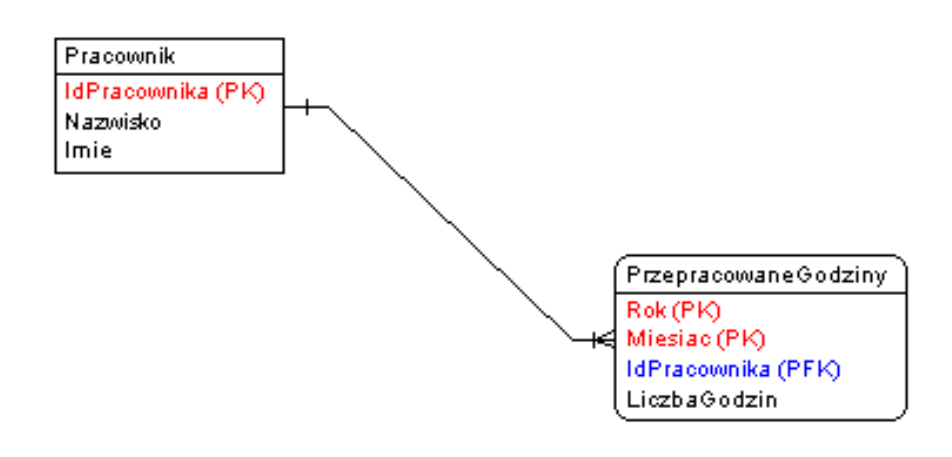 Pracownik
IdPracownika (PK)
Nazwisko
Imie
PrzepracowaneGodziny
Rok (PK)
Miesiac (PK)
IdPracownika (PFK)
LiczbaGodzin